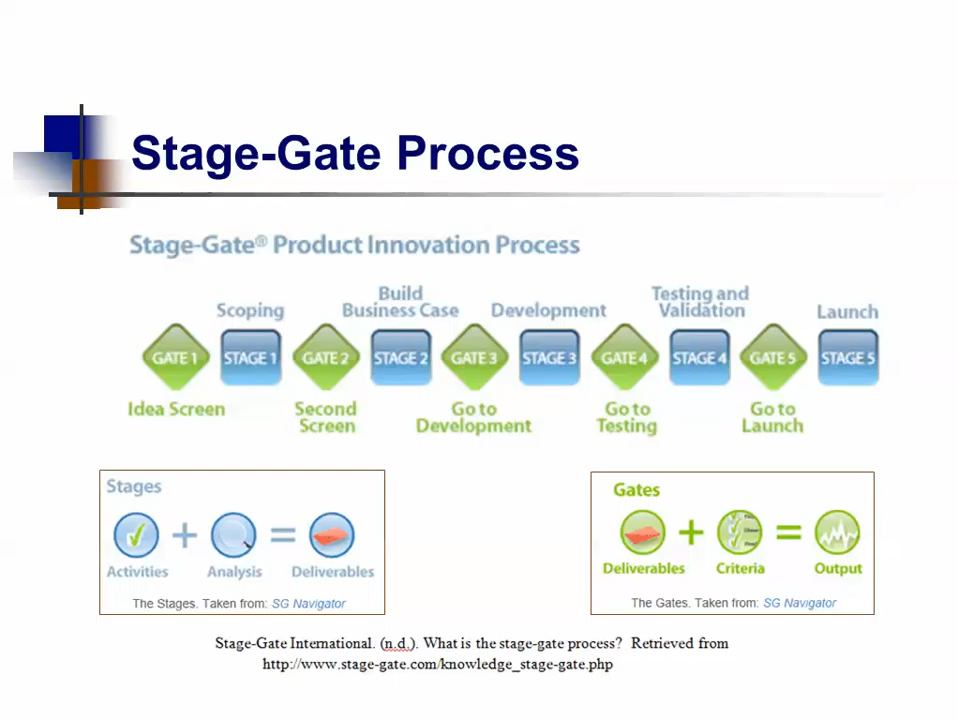 Stage-Gate Process
Stage-Gate® Product Innovation Process
Scoping
Build
Business Case
Development
Testing and
Validation
Launch
GATE 1
STAGE 1
GATE 2
STAGE 2
GATE 3
STAGE 3
GATE 4
STAGE 4
GATE 5
STAGE 5
Idea Screen
Second
Screen
Go to
Development
Go to
Testing
Go to
Launch
Stages
Activities
Analysis
Deliverables
The Stages. Taken from: SG Navigator
Gates
Deliverables
Criteria
Output
The Gates. Taken from: SG Navigator
Stage-Gate International. (n.d.). What is the stage-gate process? Retrieved from
http://www.stage-gate.com/knowledge_stage-gate.php